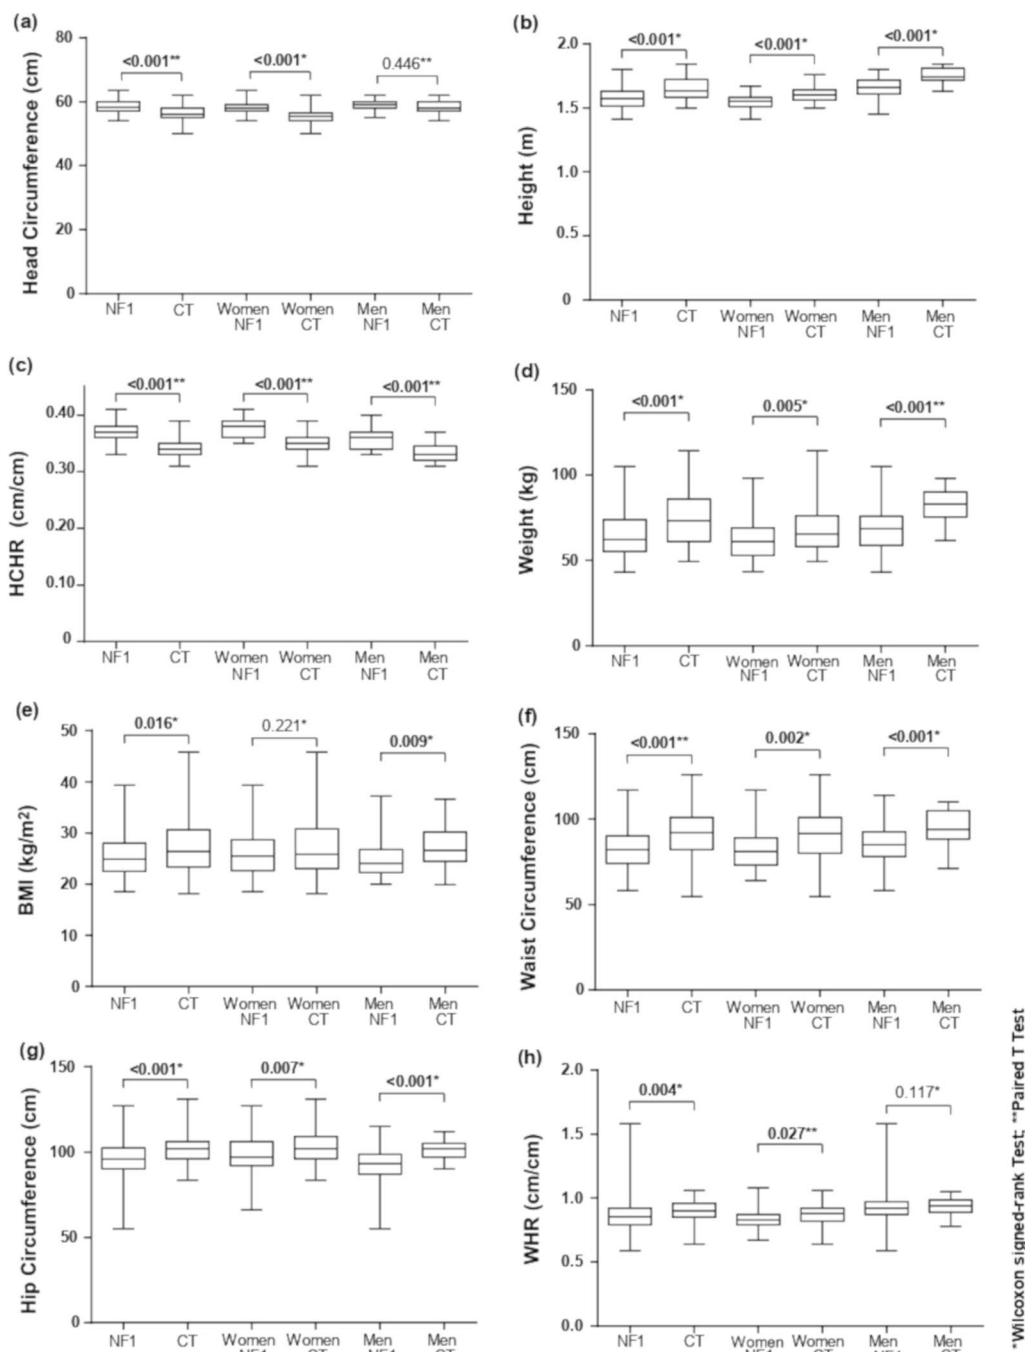 (a)
Head Circumference (cm)
80
60
40
20
0
<0.001**
<0.001*
0.446**
NF1
CT
Women NF1
Women CT
Men NF1
Men CT
(b)
Height (m)
2.0
1.5
1.0
0.5
0
<0.001*
<0.001*
<0.001*
NF1
CT
Women NF1
Women CT
Men NF1
Men CT
(c)
HCHR (cm/cm)
0.40
0.30
0.20
0.10
0
<0.001**
<0.001**
<0.001**
NF1
CT
Women NF1
Women CT
Men NF1
Men CT
(d)
Weight (kg)
150
100
50
0
<0.001*
0.005*
<0.001**
NF1
CT
Women NF1
Women CT
Men NF1
Men CT
(e)
BMI (kg/m²)
50
40
30
20
10
0
0.016*
0.221*
0.009*
NF1
CT
Women NF1
Women CT
Men NF1
Men CT
(f)
Waist Circumference (cm)
150
100
50
0
<0.001**
0.002*
<0.001*
NF1
CT
Women NF1
Women CT
Men NF1
Men CT
(g)
Hip Circumference (cm)
150
100
50
0
<0.001*
0.007*
<0.001*
NF1
CT
Women
Women
Men
Men
(h)
WHR (cm/cm)
2.0
1.5
1.0
0.5
0.0
0.004*
0.027**
0.117*
NF1
CT
Women
Women
Men
Men
*Wilcoxon signed-rank Test; **Paired T Test